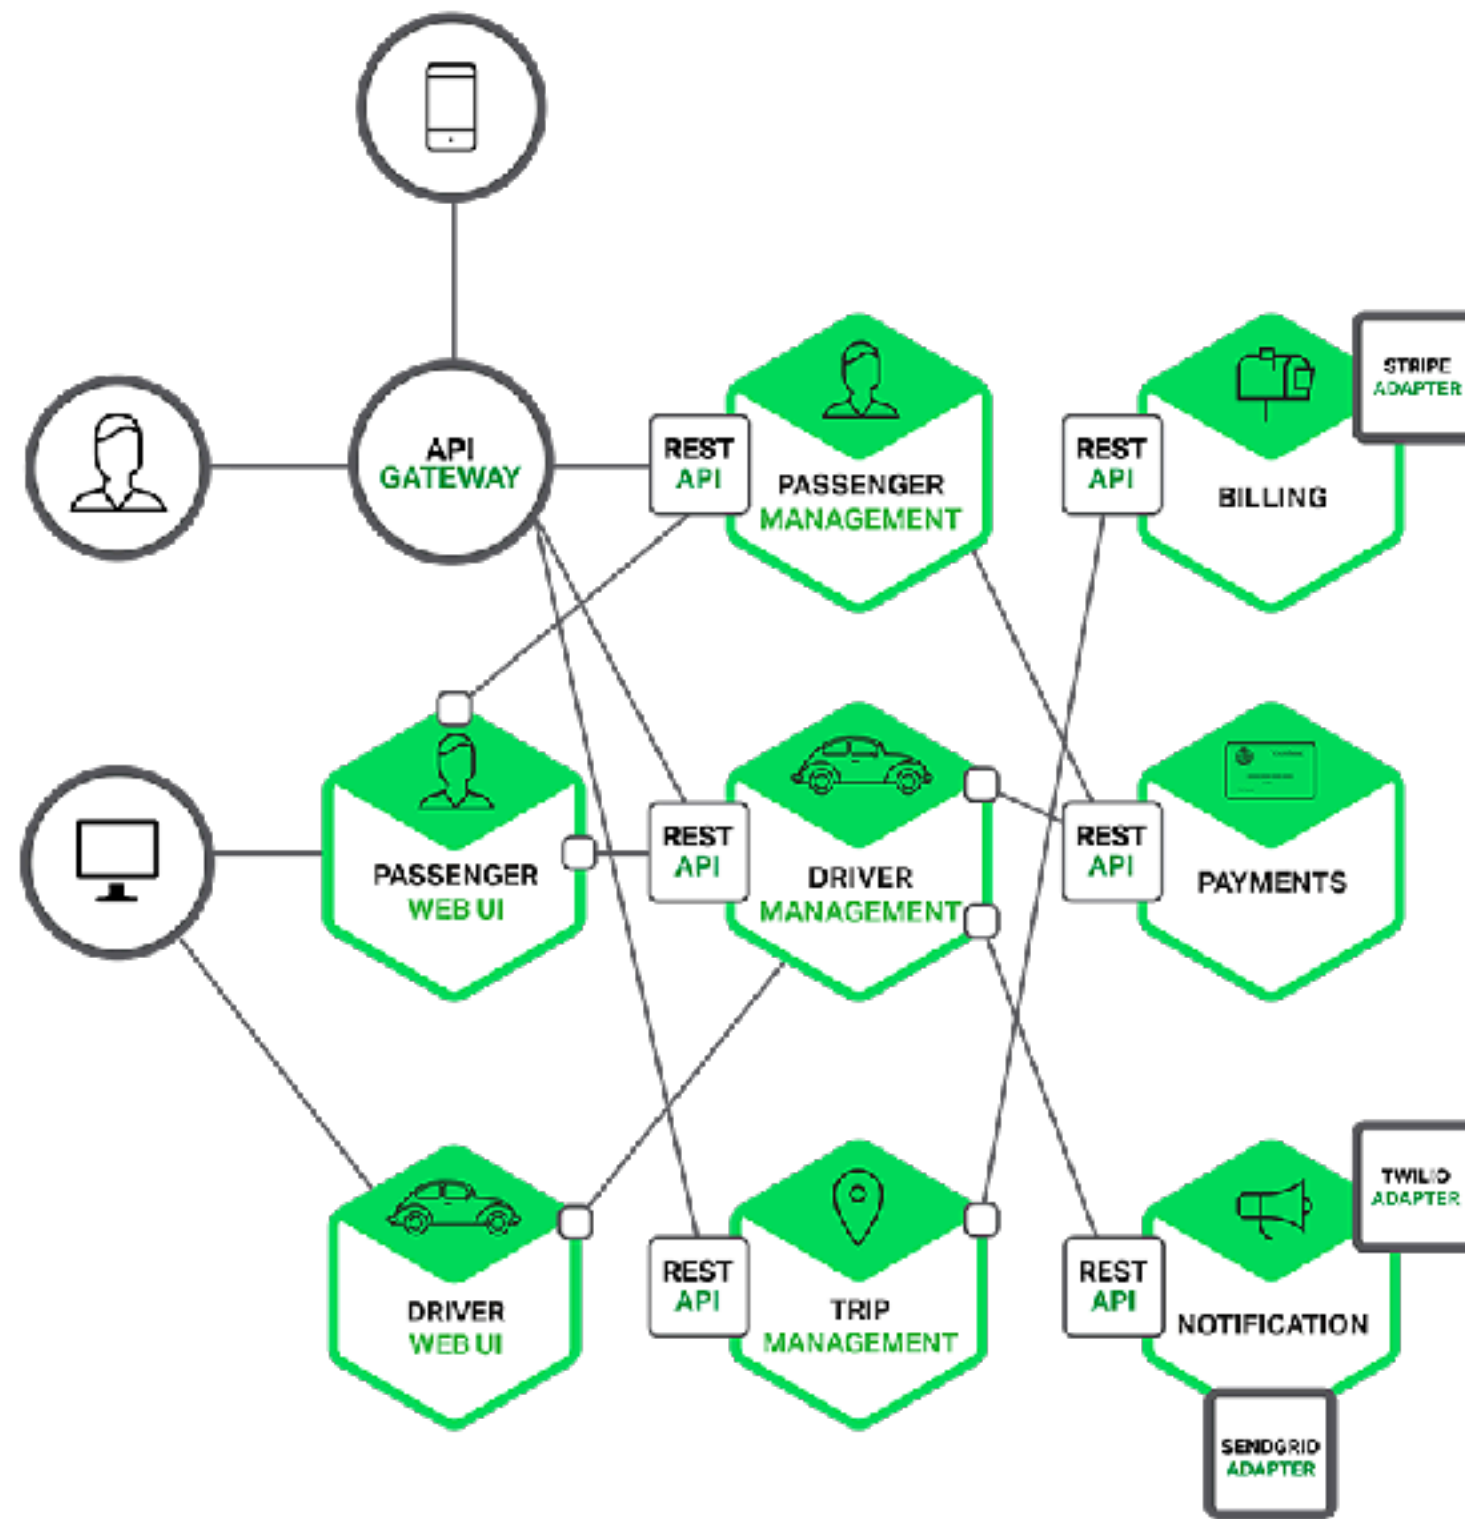 API
GATEWAY
REST
API
PASSENGER
MANAGEMENT
REST
API
BILLING
STRIPE
ADAPTER
PASSENGER
WEB UI
REST
API
DRIVER
MANAGEMENT
REST
API
PAYMENTS
DRIVER
WEB UI
REST
API
TRIP
MANAGEMENT
REST
API
NOTIFICATION
TWILIO
ADAPTER
SENDGRID
ADAPTER